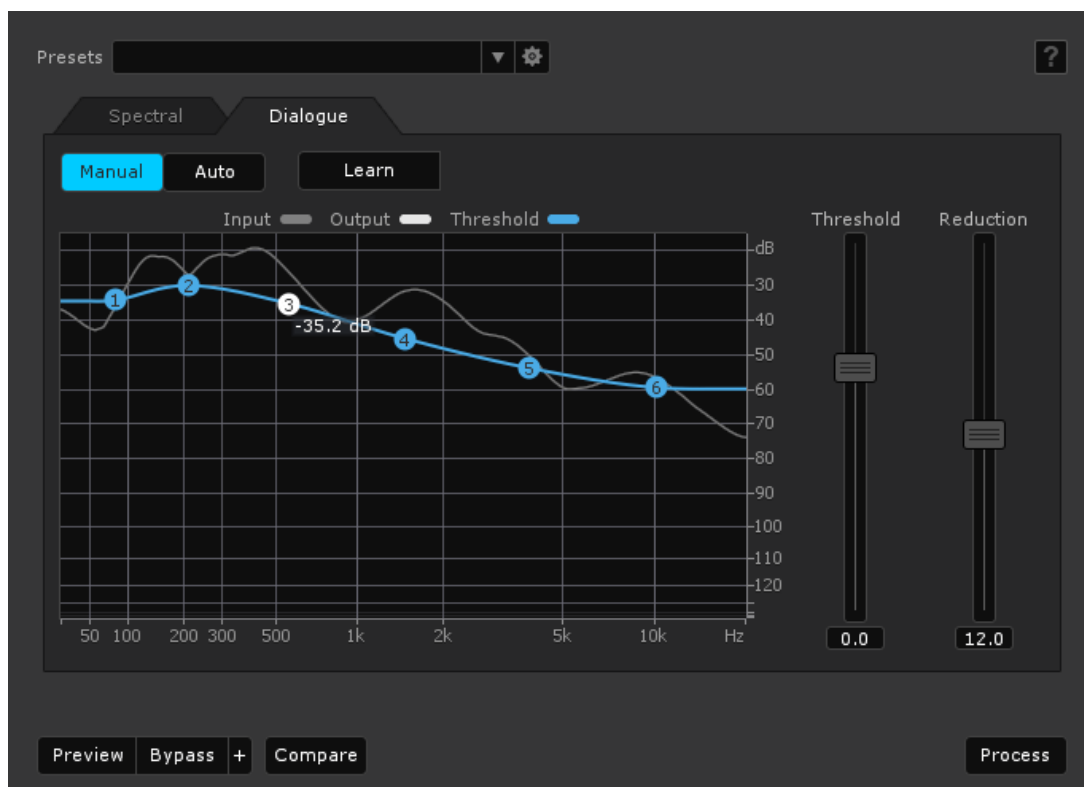 Presets ?
Spectral Dialogue
Manual Auto Learn
Input Output Threshold Threshold Reduction
dB
1 2 3 4 5 6
-35.2 dB
-30
-40
-50
-60
-70
-80
-90
-100
-110
-120
50 100 200 300 500 1k 2k 5k 10k Hz
0.0 12.0
Preview Bypass + Compare Process